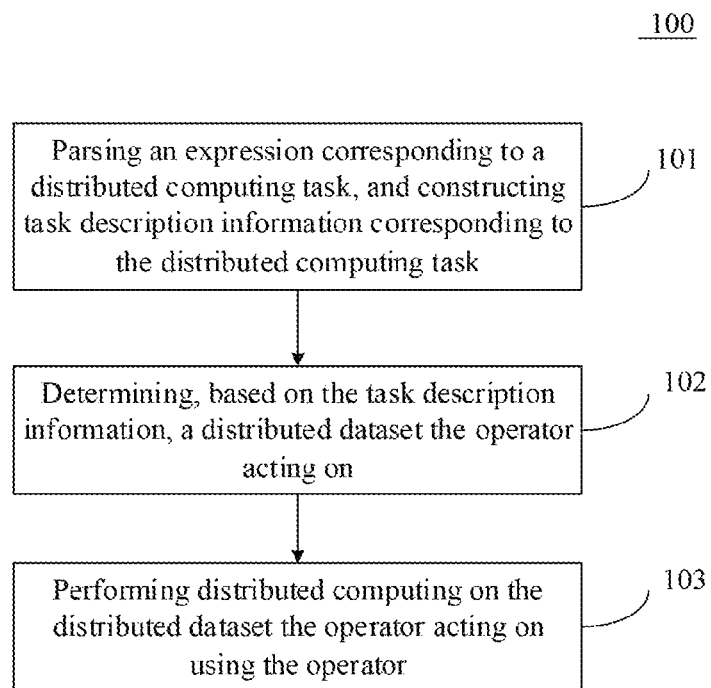 100
Parsing an expression corresponding to a
distributed computing task, and constructing
task description information corresponding to
the distributed computing task
101
Determining, based on the task description
information, a distributed dataset the operator
acting on
102
Performing distributed computing on the
distributed dataset the operator acting on
using the operator
103